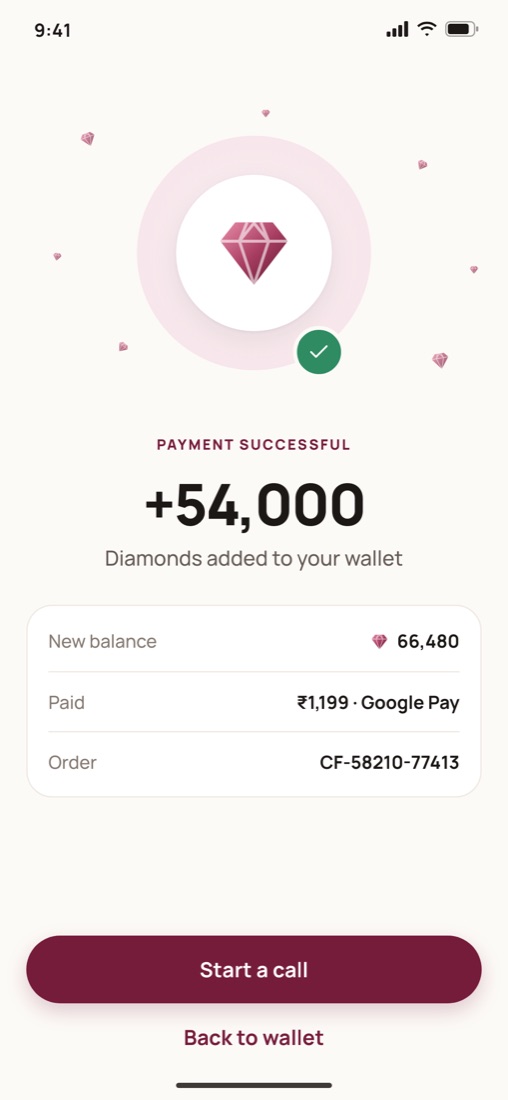 9:41
PAYMENT SUCCESSFUL
+54,000
Diamonds added to your wallet
New balance 66,480
Paid ₹1,199 · Google Pay
Order CF-58210-77413
Start a call
Back to wallet